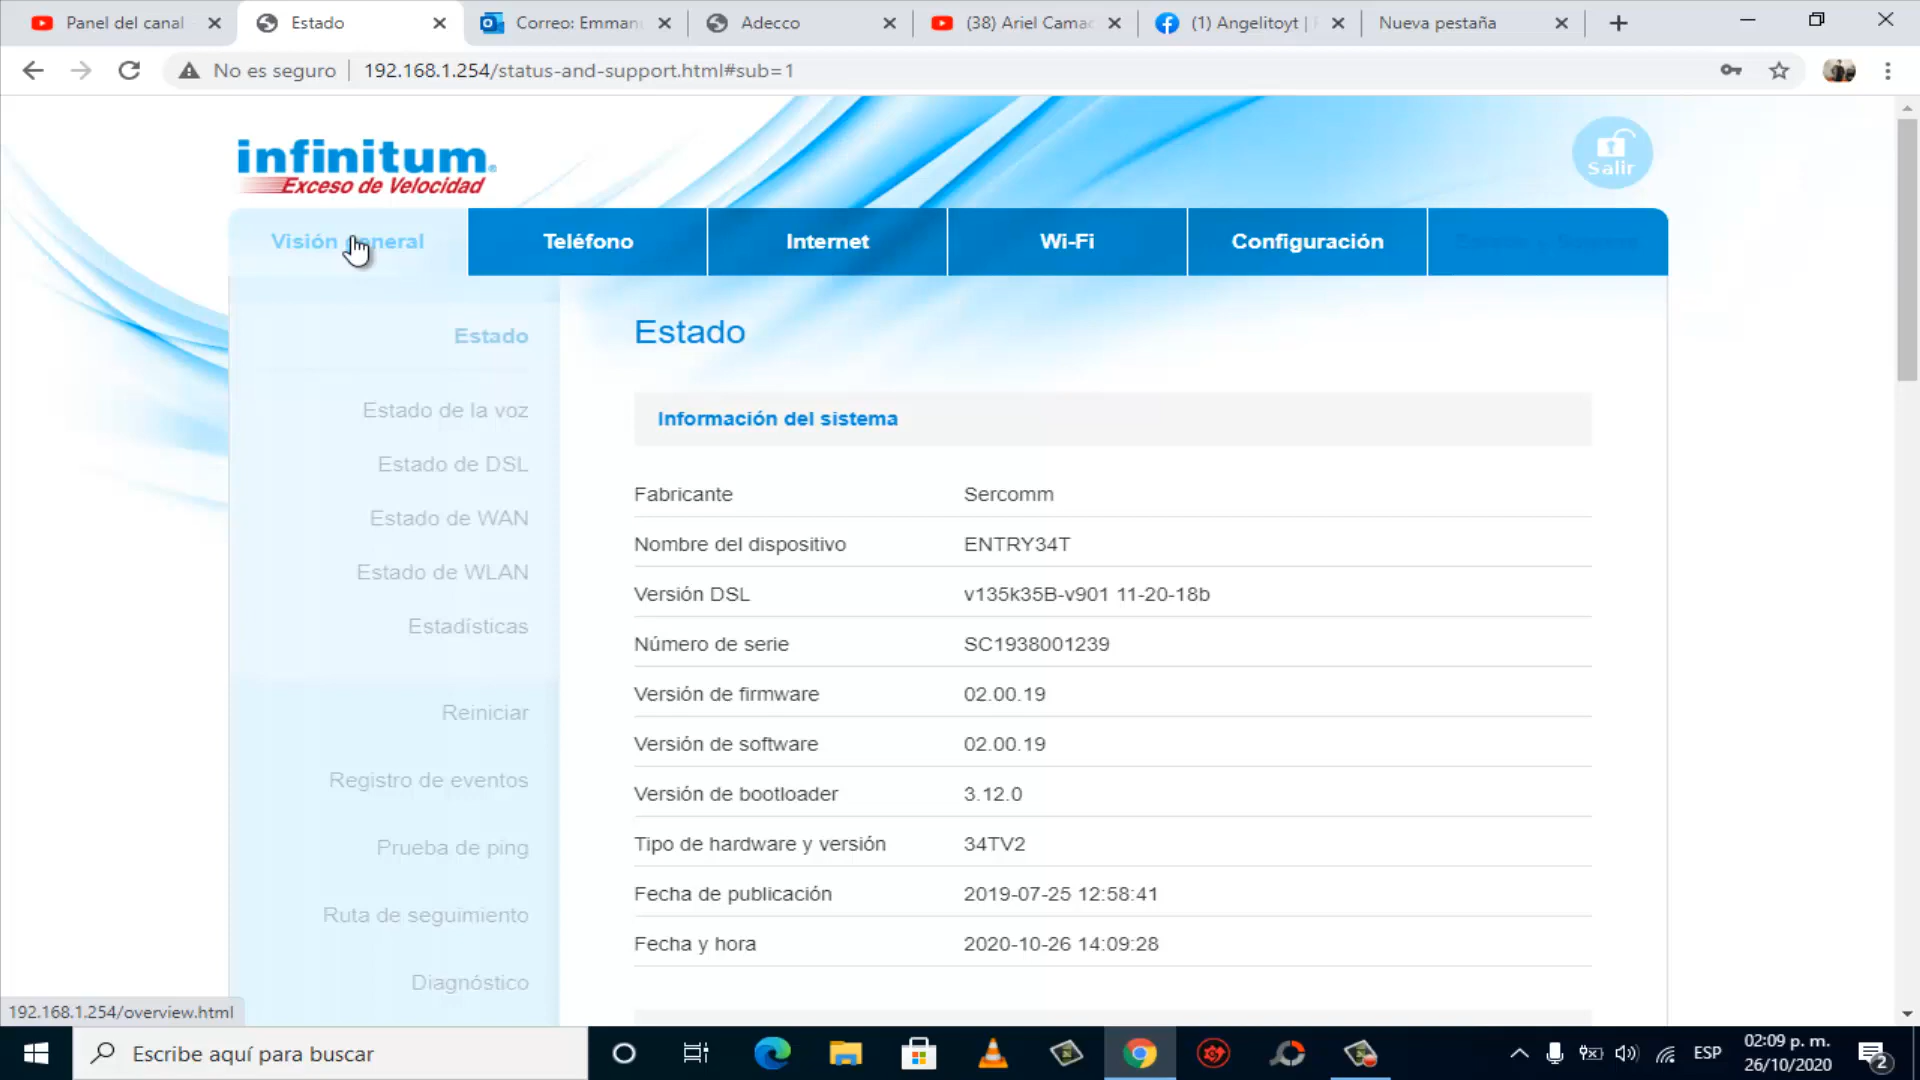 Panel del canal
Estado
Correo: Emman
Adecco
(38) Ariel Camac
(1) Angelitoyt |
Nueva pestaña
No es seguro
192.168.1.254/status-and-support.html#sub=1
infinitum
Exceso de Velocidad
Salir
Visión general
Teléfono
Internet
Wi-Fi
Configuración
Estado
Estado de la voz
Estado de DSL
Estado de WAN
Estado de WLAN
Estadísticas
Reiniciar
Registro de eventos
Prueba de ping
Ruta de seguimiento
Diagnóstico
Estado
Información del sistema
Fabricante Sercomm
Nombre del dispositivo ENTRY34T
Versión DSL v135k35B-v901 11-20-18b
Número de serie SC1938001239
Versión de firmware 02.00.19
Versión de software 02.00.19
Versión de bootloader 3.12.0
Tipo de hardware y versión 34TV2
Fecha de publicación 2019-07-25 12:58:41
Fecha y hora 2020-10-26 14:09:28
192.168.1.254/overview.html
Escribe aquí para buscar
ESP
02:09 p. m.
26/10/2020
2